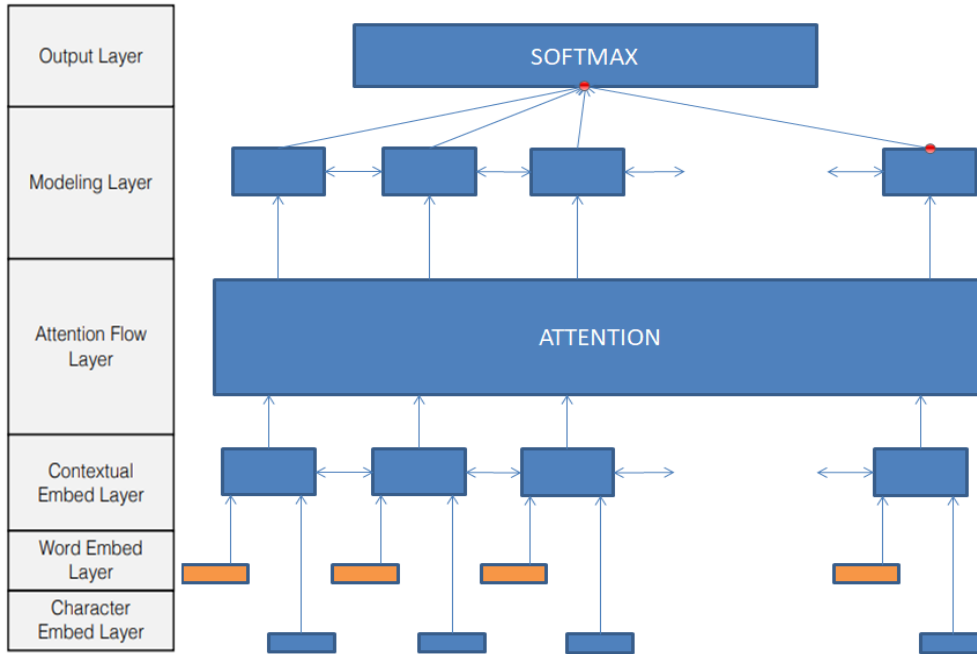 Output Layer
SOFTMAX
Modeling Layer
Attention Flow
Layer
ATTENTION
Contextual
Embed Layer
Word Embed
Layer
Character
Embed Layer